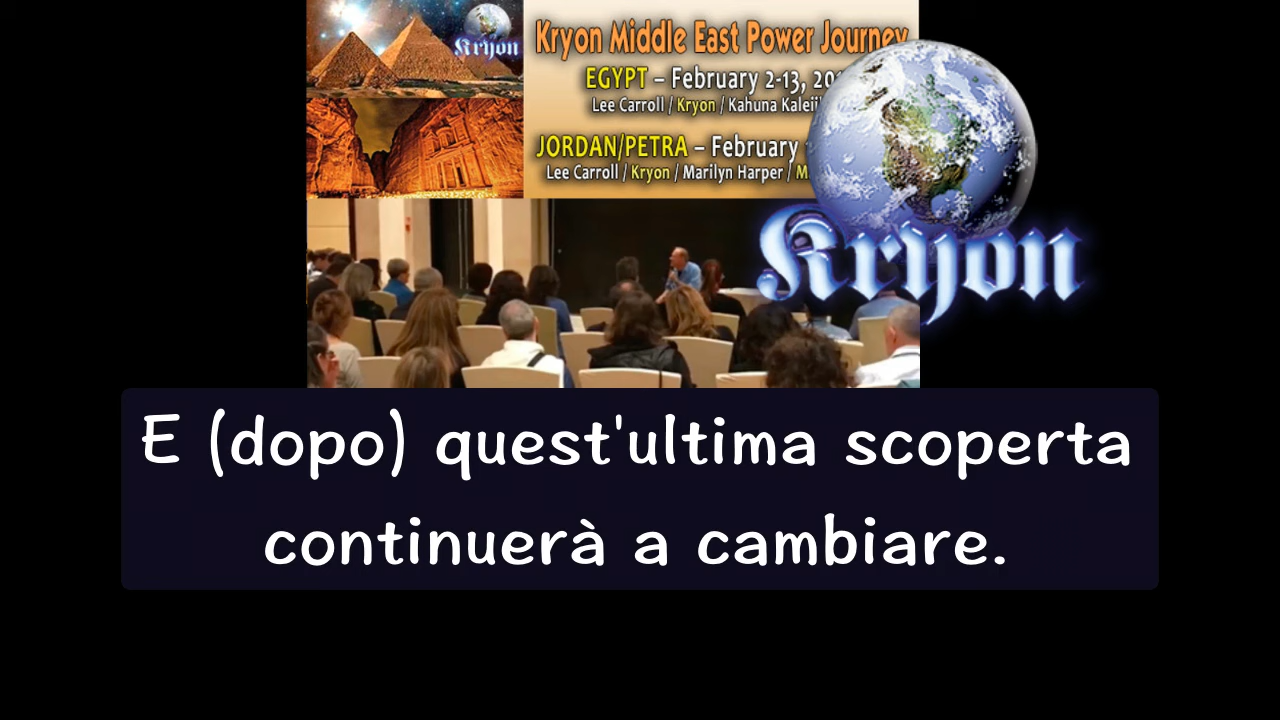 Kryon
Kryon Middle East Power Journey
EGYPT – February 2-13,
Lee Carroll / Kryon / Kahuna
JORDAN/PETRA – February
Lee Carroll / Kryon / Marilyn Harper /
Kryon
E (dopo) quest'ultima scoperta
continuerà a cambiare.